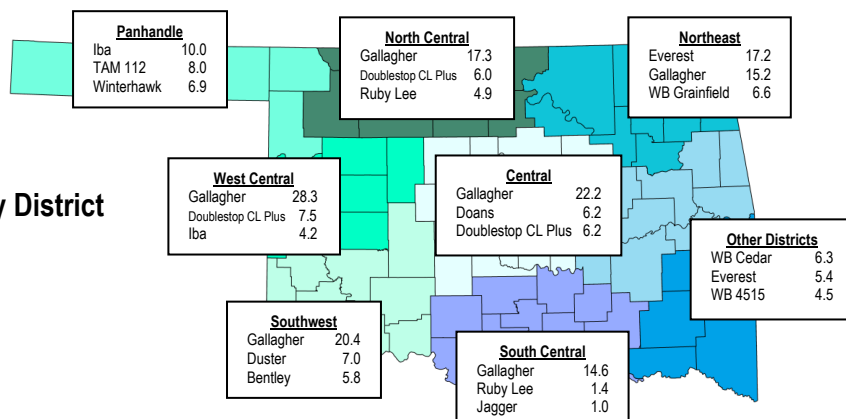 Panhandle
Iba 10.0
TAM 112 8.0
Winterhawk 6.9
North Central
Gallagher 17.3
Doublestop CL Plus 6.0
Ruby Lee 4.9
Northeast
Everest 17.2
Gallagher 15.2
WB Grainfield 6.6
y District
West Central
Gallagher 28.3
Doublestop CL Plus 7.5
Iba 4.2
Central
Gallagher 22.2
Doans 6.2
Doublestop CL Plus 6.2
Other Districts
WB Cedar 6.3
Everest 5.4
WB 4515 4.5
Southwest
Gallagher 20.4
Duster 7.0
Bentley 5.8
South Central
Gallagher 14.6
Ruby Lee 1.4
Jagger 1.0